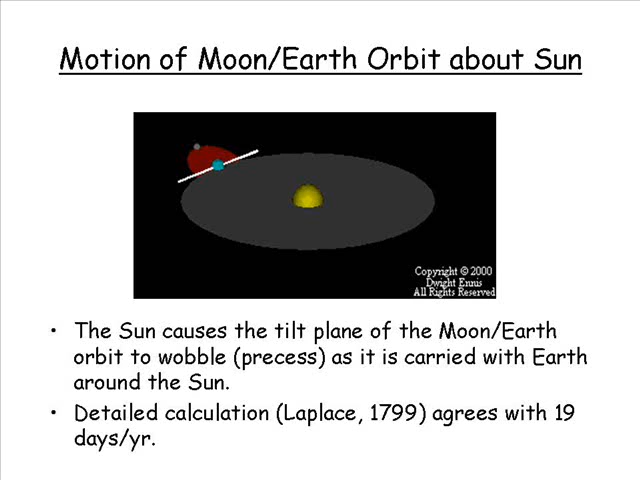 Motion of Moon/Earth Orbit about Sun
Copyright © 2000
Dwight Ennis
All Rights Reserved
• The Sun causes the tilt plane of the Moon/Earth
orbit to wobble (precess) as it is carried with Earth
around the Sun.
• Detailed calculation (Laplace, 1799) agrees with 19
days/yr.